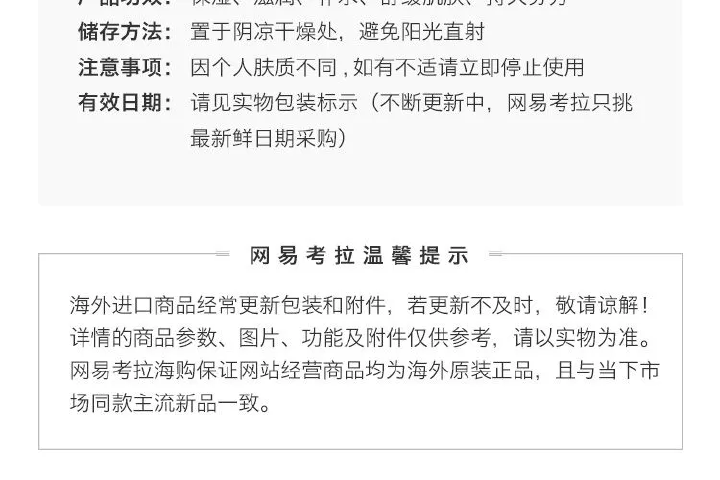 储存方法：置于阴凉干燥处，避免阳光直射
注意事项：因个人肤质不同,如有不适请立即停止使用
有效日期：请见实物包装标示（不断更新中，网易考拉只挑
最新鲜日期采购）
网易考拉温馨提示
海外进口商品经常更新包装和附件，若更新不及时，敬请谅解！
详情的商品参数、图片、功能及附件仅供参考，请以实物为准。
网易考拉海购保证网站经营商品均为海外原装正品，且与当下市
场同款主流新品一致。